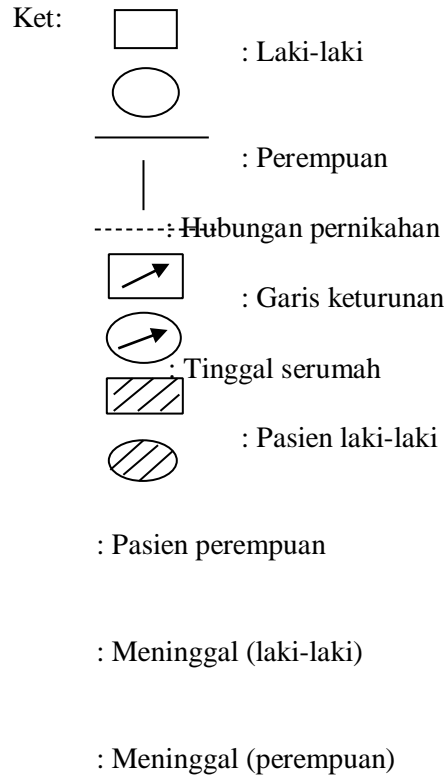 Ket:
: Laki-laki
: Perempuan
: Hubungan pernikahan
: Garis keturunan
: Tinggal serumah
: Pasien laki-laki
: Pasien perempuan
: Meninggal (laki-laki)
: Meninggal (perempuan)